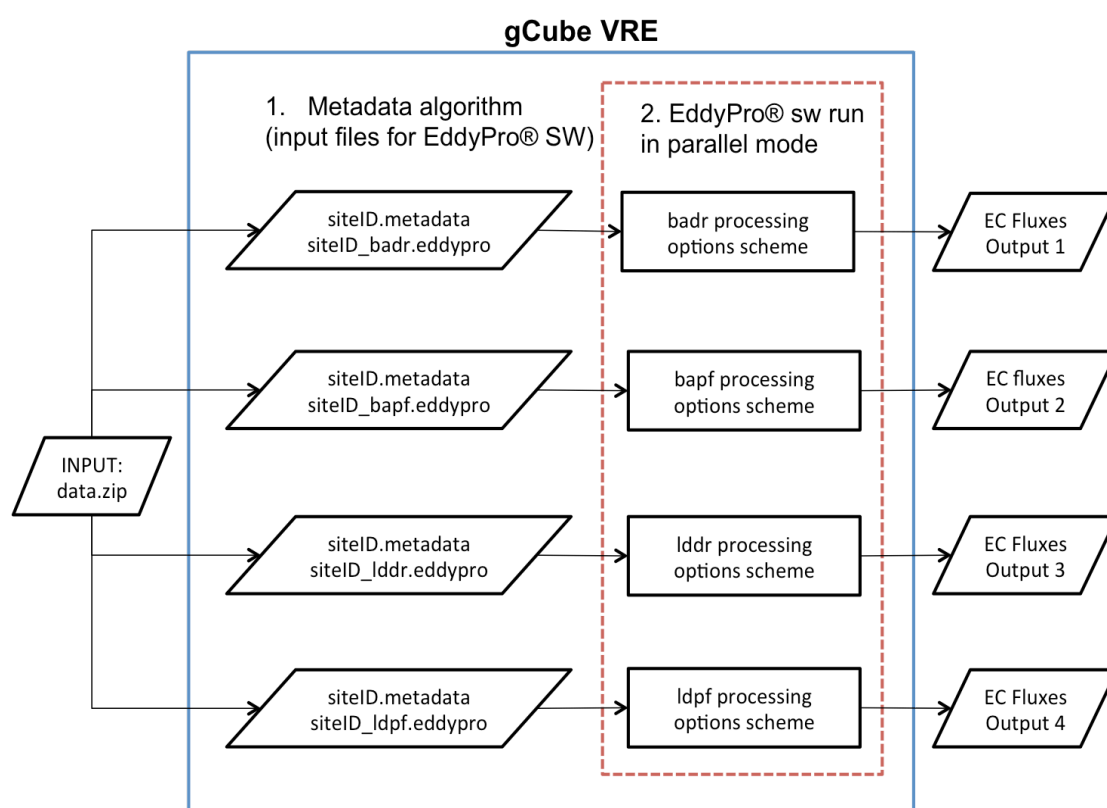 gCube VRE
1. Metadata algorithm
(input files for EddyPro® SW)
2. EddyPro® sw run
in parallel mode
siteID.metadata
siteID_badr.eddypro
badr processing
options scheme
EC Fluxes
Output 1
siteID.metadata
siteID_bapf.eddypro
bapf processing
options scheme
EC fluxes
Output 2
INPUT:
data.zip
siteID.metadata
siteID_lddr.eddypro
lddr processing
options scheme
EC Fluxes
Output 3
siteID.metadata
siteID_ldpf.eddypro
ldpf processing
options scheme
EC Fluxes
Output 4